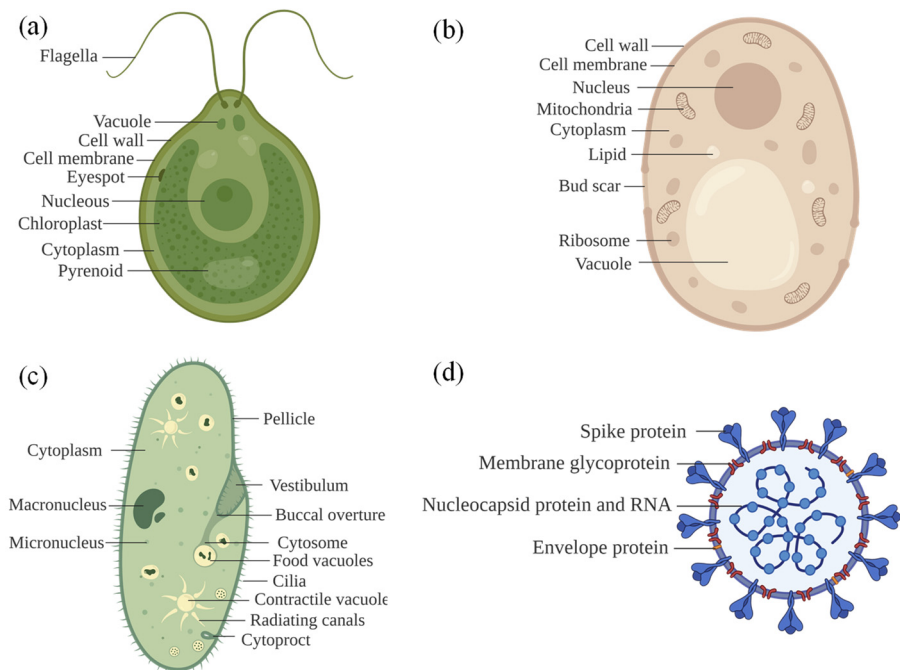 (a)
Flagella
Vacuole
Cell wall
Cell membrane
Eyespot
Nucleous
Chloroplast
Cytoplasm
Pyrenoid
(b)
Cell wall
Cell membrane
Nucleus
Mitochondria
Cytoplasm
Lipid
Bud scar
Ribosome
Vacuole
(c)
Pellicle
Cytoplasm
Vestibulum
Macronucleus
Buccal overture
Micronucleus
Cytosome
Food vacuoles
Cilia
Contractile vacuole
Radiating canals
Cytoproct
(d)
Spike protein
Membrane glycoprotein
Nucleocapsid protein and RNA
Envelope protein